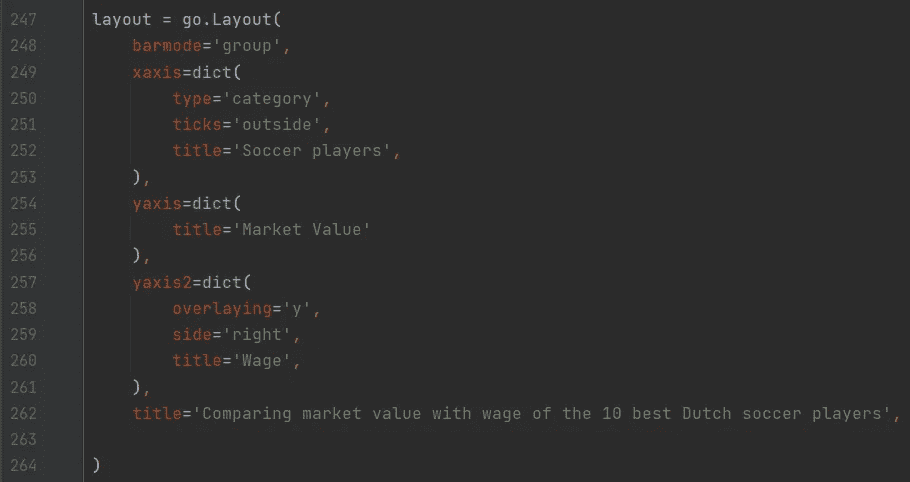 247 layout = go.Layout(
248     barmode='group',
249     xaxis=dict(
250         type='category',
251         ticks='outside',
252         title='Soccer players',
253     ),
254     yaxis=dict(
255         title='Market Value'
256     ),
257     yaxis2=dict(
258         overlaying='y',
259         side='right',
260         title='Wage',
261     ),
262     title='Comparing market value with wage of the 10 best Dutch soccer players',
263
264 )